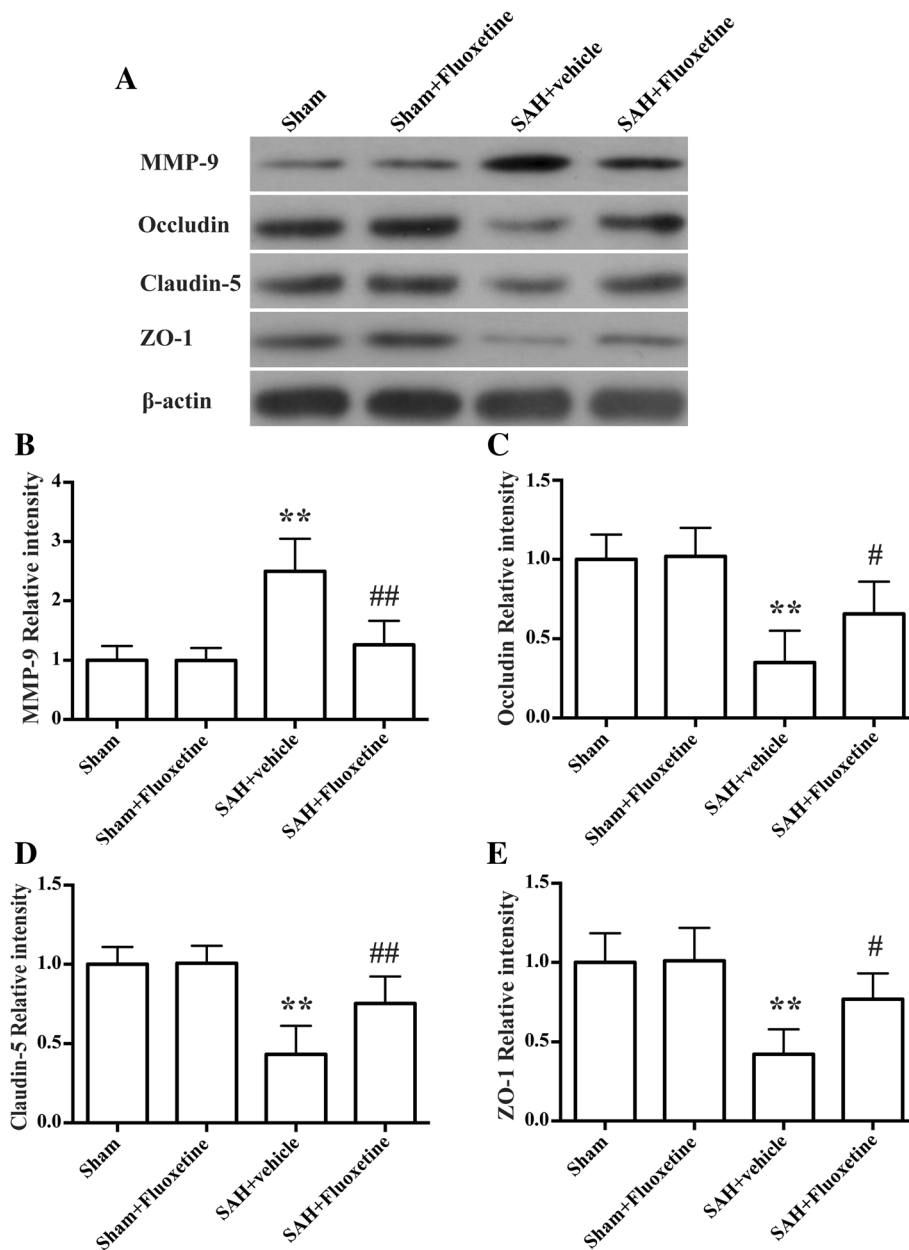 A
Sham
Sham+Fluoxetine
SAH+vehicle
SAH+Fluoxetine
MMP-9
Occludin
Claudin-5
ZO-1
β-actin
B
MMP-9 Relative intensity
4
3
2
1
0
**
##
Sham
Sham+Fluoxetine
SAH+vehicle
SAH+Fluoxetine
C
Occludin Relative intensity
1.5
1.0
0.5
0.0
**
#
Sham
Sham+Fluoxetine
SAH+vehicle
SAH+Fluoxetine
D
Claudin-5 Relative intensity
1.5
1.0
0.5
0.0
**
##
Sham
Sham+Fluoxetine
SAH+vehicle
SAH+Fluoxetine
E
ZO-1 Relative intensity
1.5
1.0
0.5
0.0
**
#
Sham
Sham+Fluoxetine
SAH+vehicle
SAH+Fluoxetine